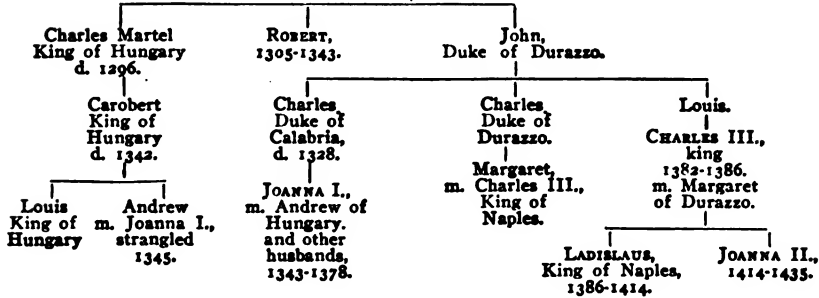 Charles Martel
King of Hungary
d. 1296.
ROBERT,
1305-1343.
John,
Duke of Durazzo.
Carobert
King of
Hungary
d. 1342.
Charles,
Duke of
Calabria,
d. 1328.
Charles,
Duke of
Durazzo.
Louis.
CHARLES III.,
king
1382-1386.
m. Margaret
of Durazzo.
Margaret,
m. Charles III.,
King of
Naples.
Louis
King of
Hungary
Andrew
m. Joanna I.,
strangled
1345.
JOANNA I.,
m. Andrew of
Hungary.
and other
husbands,
1343-1378.
LADISLAUS,
King of Naples,
1386-1414.
JOANNA II.,
1414-1435.